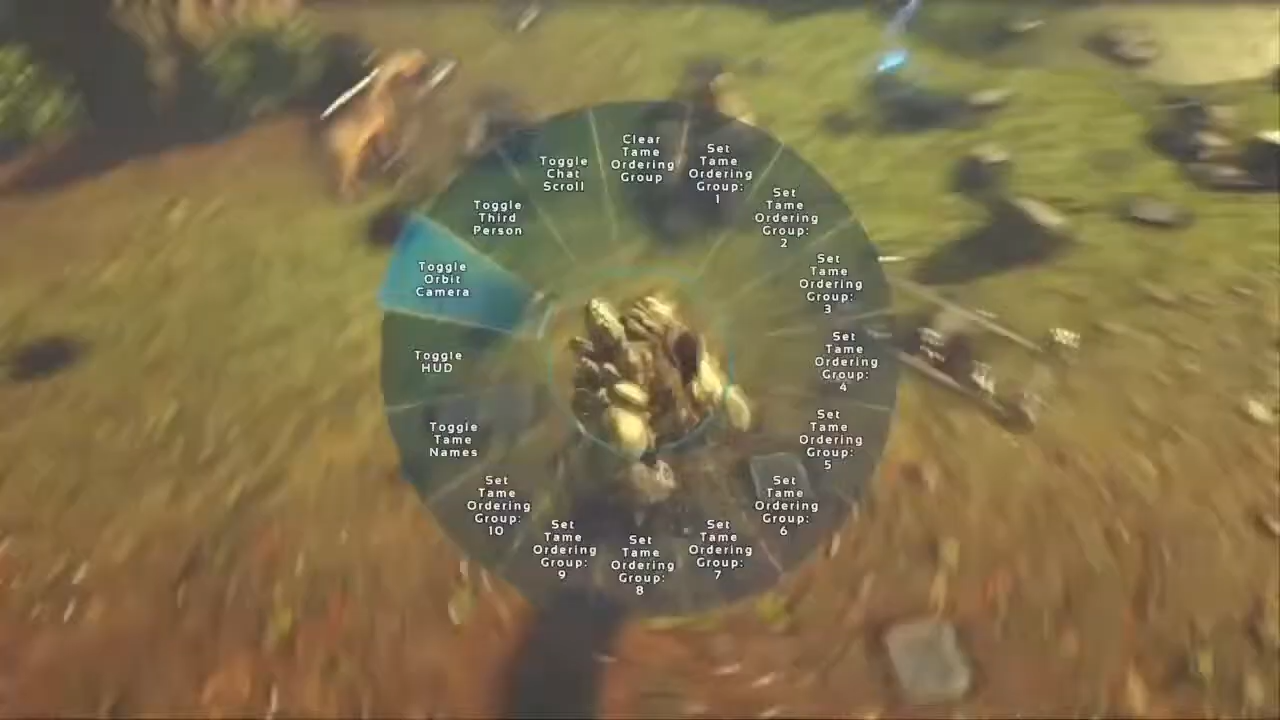 Clear
Tame
Ordering
Group
Set
Tame
Ordering
Group:
1
Set
Tame
Ordering
Group:
2
Set
Tame
Ordering
Group:
3
Set
Tame
Ordering
Group:
4
Set
Tame
Ordering
Group:
5
Set
Tame
Ordering
Group:
6
Set
Tame
Ordering
Group:
7
Set
Tame
Ordering
Group:
8
Set
Tame
Ordering
Group:
9
Set
Tame
Ordering
Group:
10
Toggle
Tame
Names
Toggle
HUD
Toggle
Orbit
Camera
Toggle
Third
Person
Toggle
Chat
Scroll